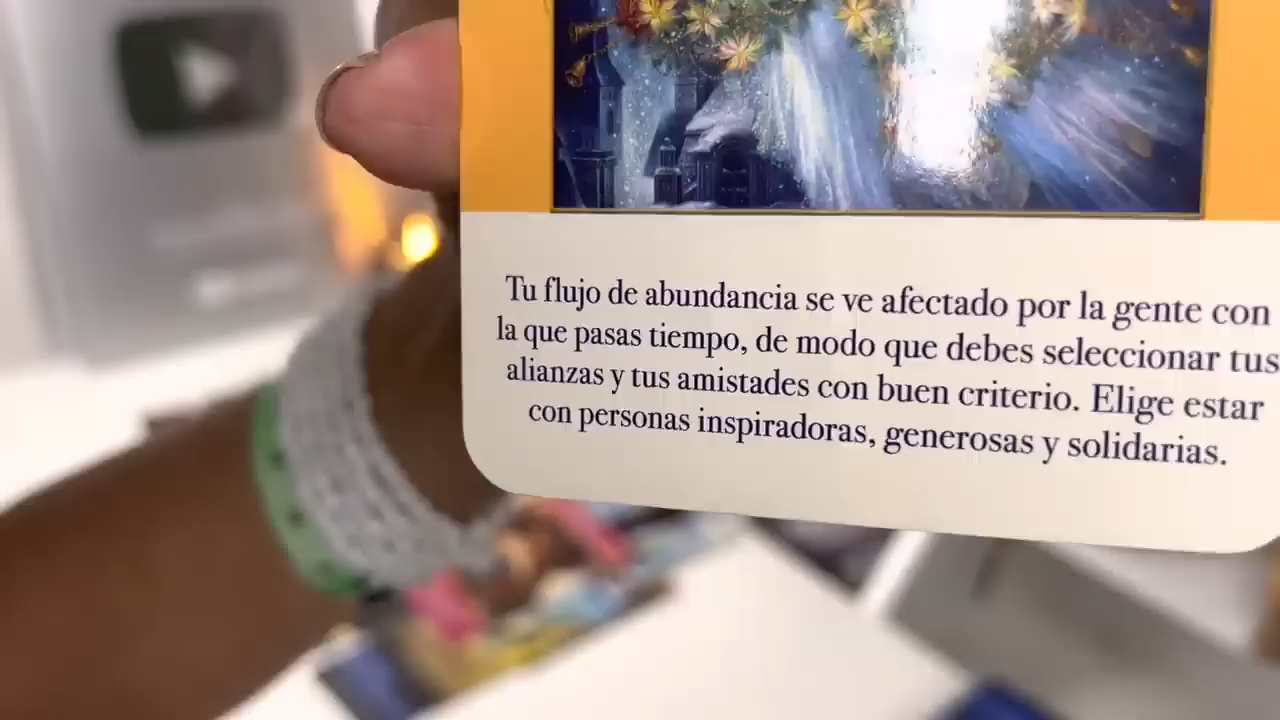 Tu flujo de abundancia se ve afectado por la gente con
la que pasas tiempo, de modo que debes seleccionar tus
alianzas y tus amistades con buen criterio. Elige estar
con personas inspiradoras, generosas y solidarias.